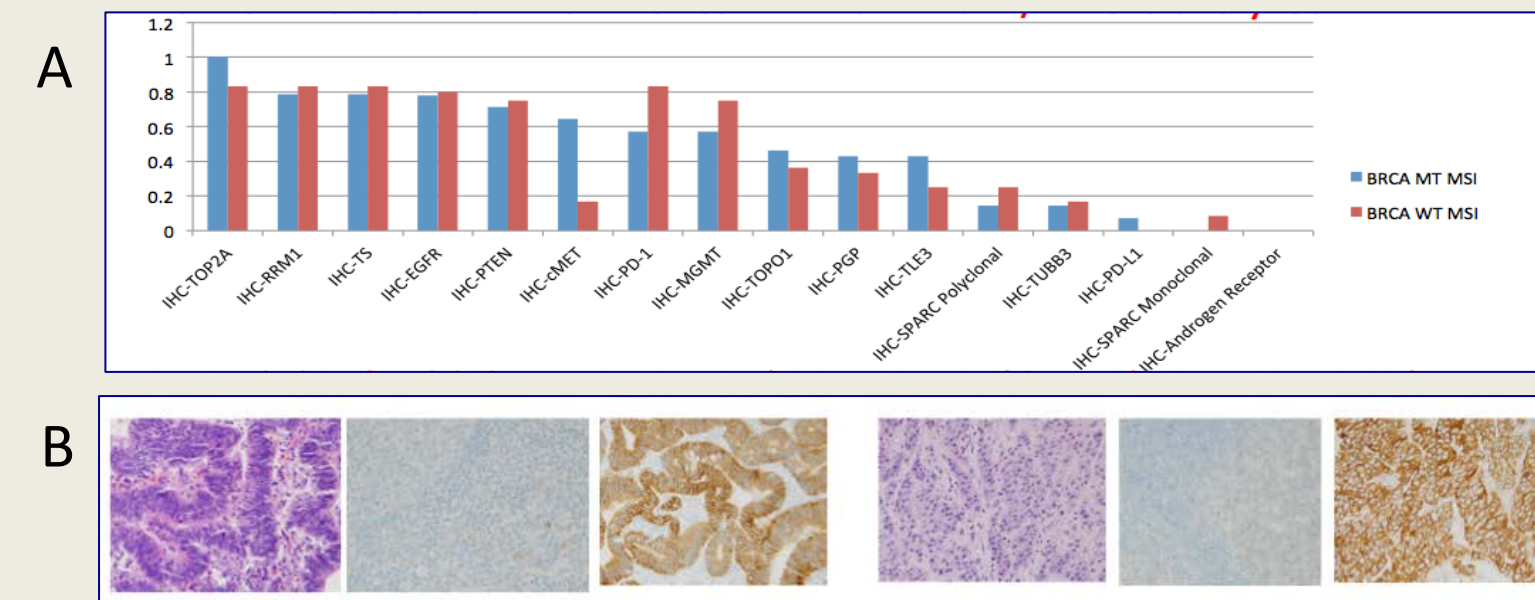 A
1.2
1
0.8
0.6
0.4
0.2
0
IHC-TOP2A
IHC-RRM1
IHC-TS
IHC-EGFR
IHC-PTEN
IHC-cMET
IHC-PD-1
IHC-MGMT
IHC-TOPO1
IHC-PGP
IHC-TLE3
IHC-SPARC Polyclonal
IHC-TUBB3
IHC-PD-L1
IHC-SPARC Monoclonal
IHC-Androgen Receptor
BRCA MT MSI
BRCA WT MSI
B